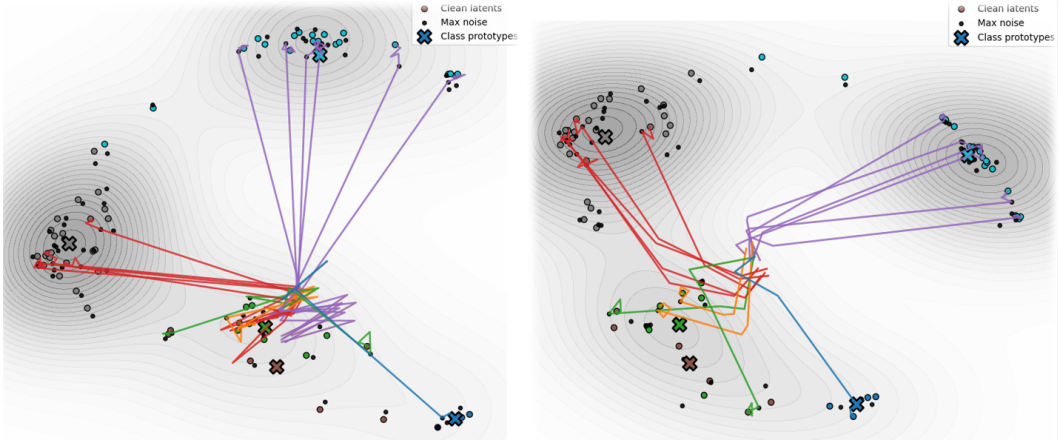 Clean latents
Max noise
Class prototypes
Clean latents
Max noise
Class prototypes